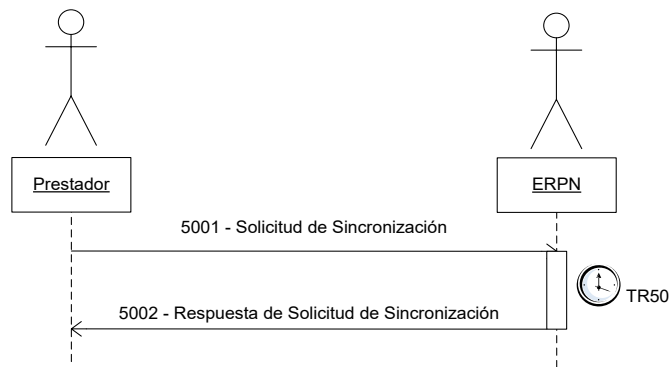 Prestador
ERPN
5001 - Solicitud de Sincronización
TR50
5002 - Respuesta de Solicitud de Sincronización